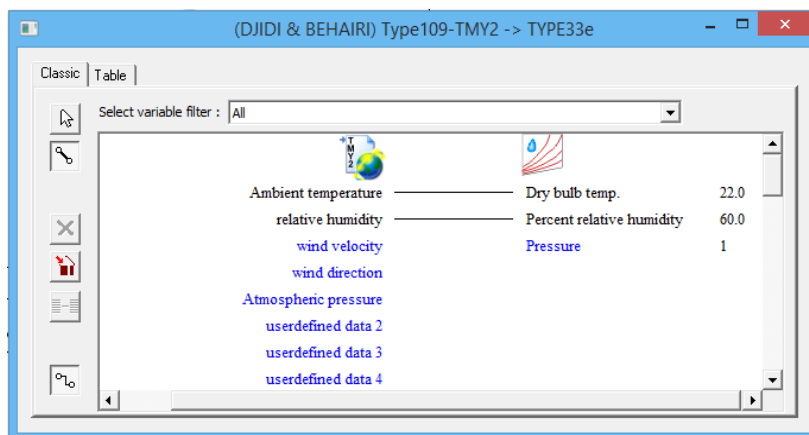 (DJIDI & BEHAIRI) Type109-TMY2 -> TYPE33e
Classic Table
Select variable filter : All
TMY2
Ambient temperature Dry bulb temp. 22.0
relative humidity Percent relative humidity 60.0
wind velocity Pressure 1
wind direction
Atmospheric pressure
userdefined data 2
userdefined data 3
userdefined data 4